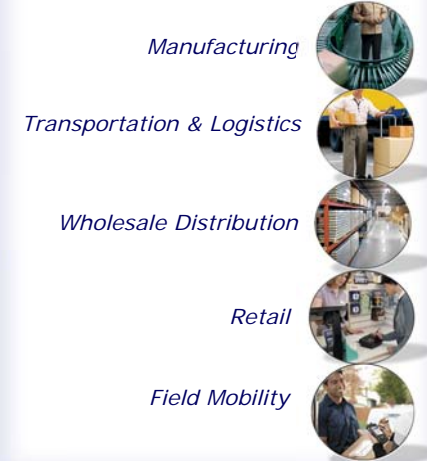 Manufacturing
Transportation & Logistics
Wholesale Distribution
Retail
Field Mobility